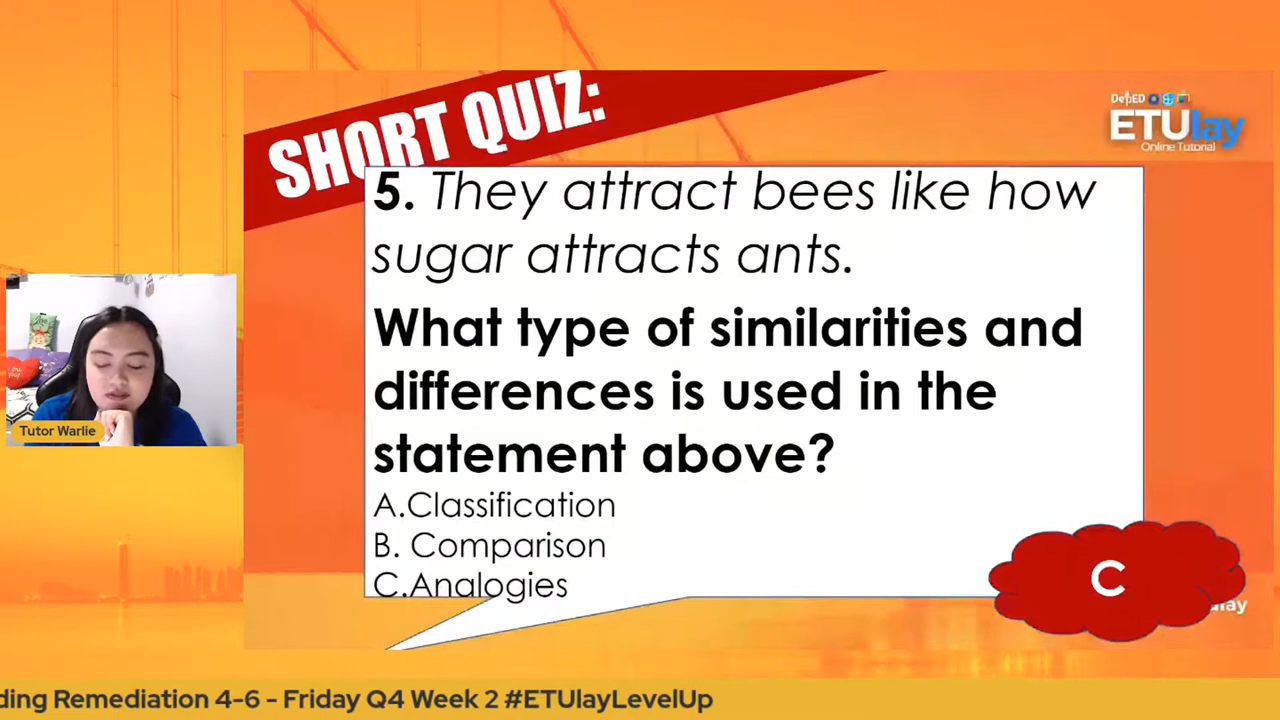 SHORT QUIZ:
DepED
ETUlay
Online Tutorial
5. They attract bees like how
sugar attracts ants.
What type of similarities and
differences is used in the
statement above?
A.Classification
B. Comparison
C.Analogies
C
Tutor Warlie
ding Remediation 4-6 - Friday Q4 Week 2 #ETUlayLevelUp